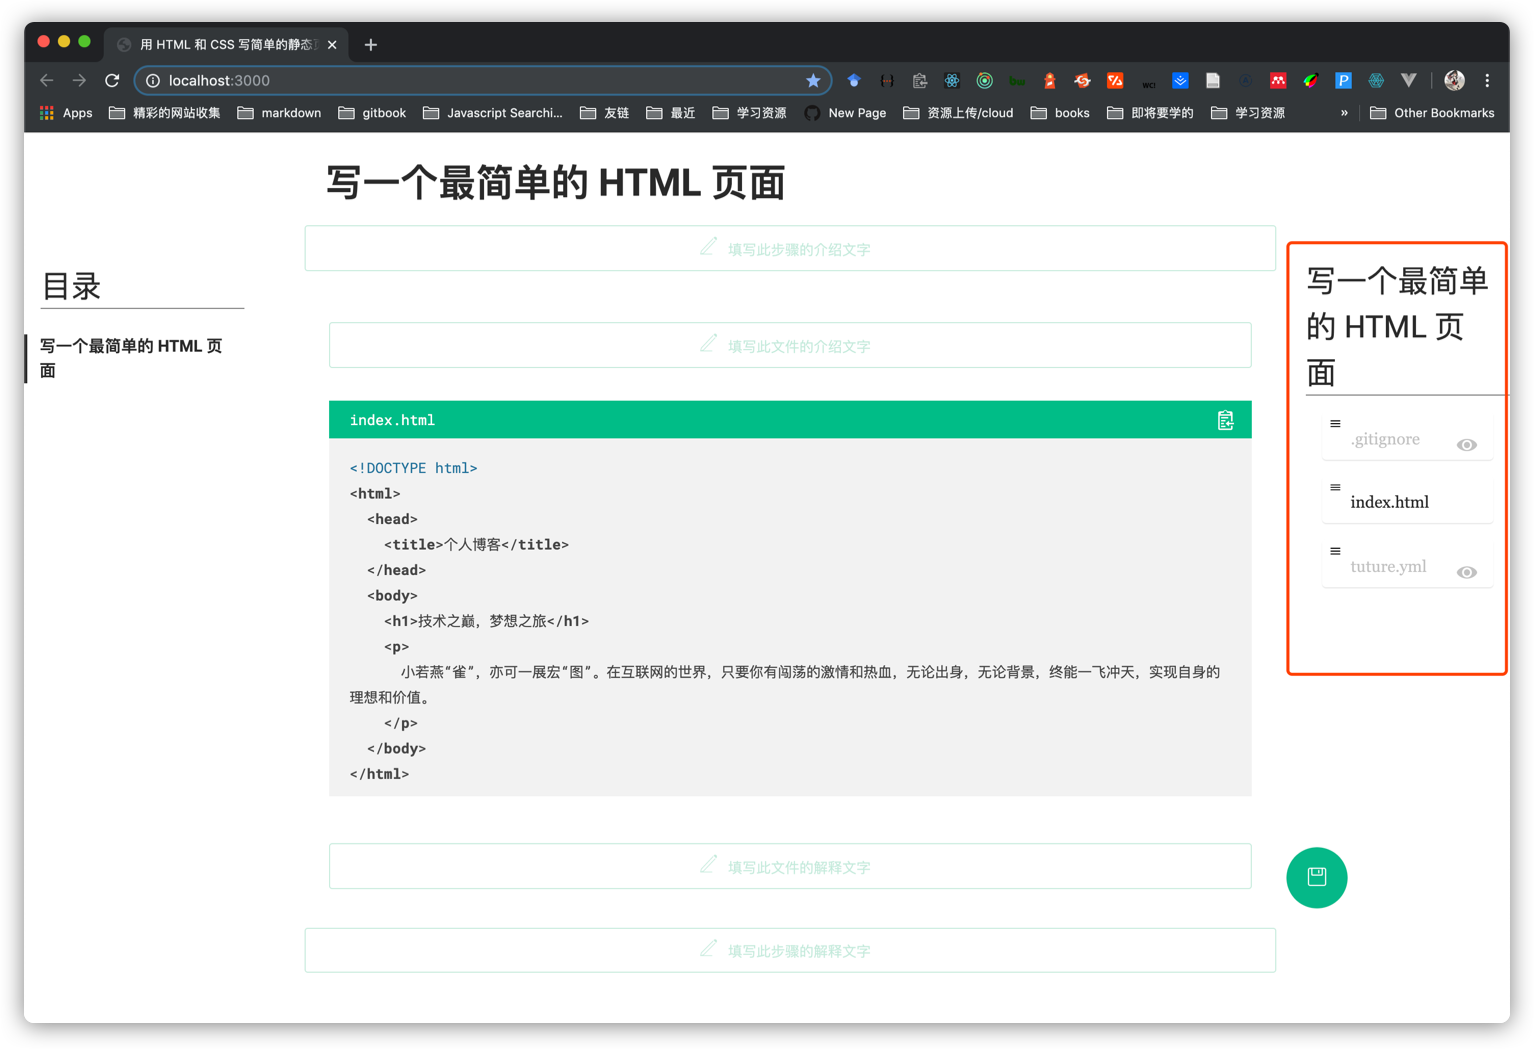 用 HTML 和 CSS 写简单的静态
localhost:3000
Apps 精彩的网站收集 markdown gitbook Javascript Searchi... 友链 最近 学习资源 New Page 资源上传/cloud books 即将要学的 学习资源 » Other Bookmarks
写一个最简单的 HTML 页面
填写此步骤的介绍文字
目录
写一个最简单的 HTML 页
面
填写此文件的介绍文字
index.html
<!DOCTYPE html>
<html>
<head>
<title>个人博客</title>
</head>
<body>
<h1>技术之巅，梦想之旅</h1>
<p>
小若燕“雀”，亦可一展宏“图”。在互联网的世界，只要你有闯荡的激情和热血，无论出身，无论背景，终能一飞冲天，实现自身的
理想和价值。
</p>
</body>
</html>
填写此文件的解释文字
填写此步骤的解释文字
写一个最简单
的 HTML 页
面
.gitignore
index.html
tuture.yml